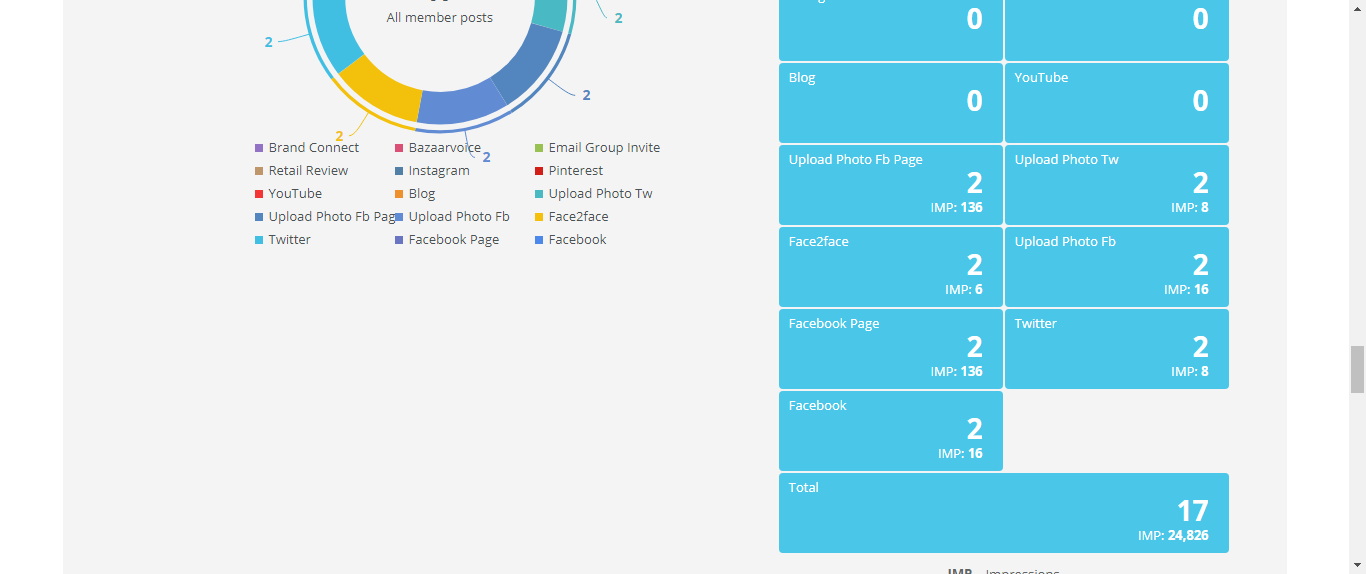 All member posts
2
2
2
2
2
Brand Connect
Bazaarvoice
Email Group Invite
Retail Review
Instagram
Pinterest
YouTube
Blog
Upload Photo Tw
Upload Photo Fb Pag
Upload Photo Fb
Face2face
Twitter
Facebook Page
Facebook
0
0
Blog
0
YouTube
0
Upload Photo Fb Page
2
IMP: 136
Upload Photo Tw
2
IMP: 8
Face2face
2
IMP: 6
Upload Photo Fb
2
IMP: 16
Facebook Page
2
IMP: 136
Twitter
2
IMP: 8
Facebook
2
IMP: 16
Total
17
IMP: 24,826
IMP Impressions